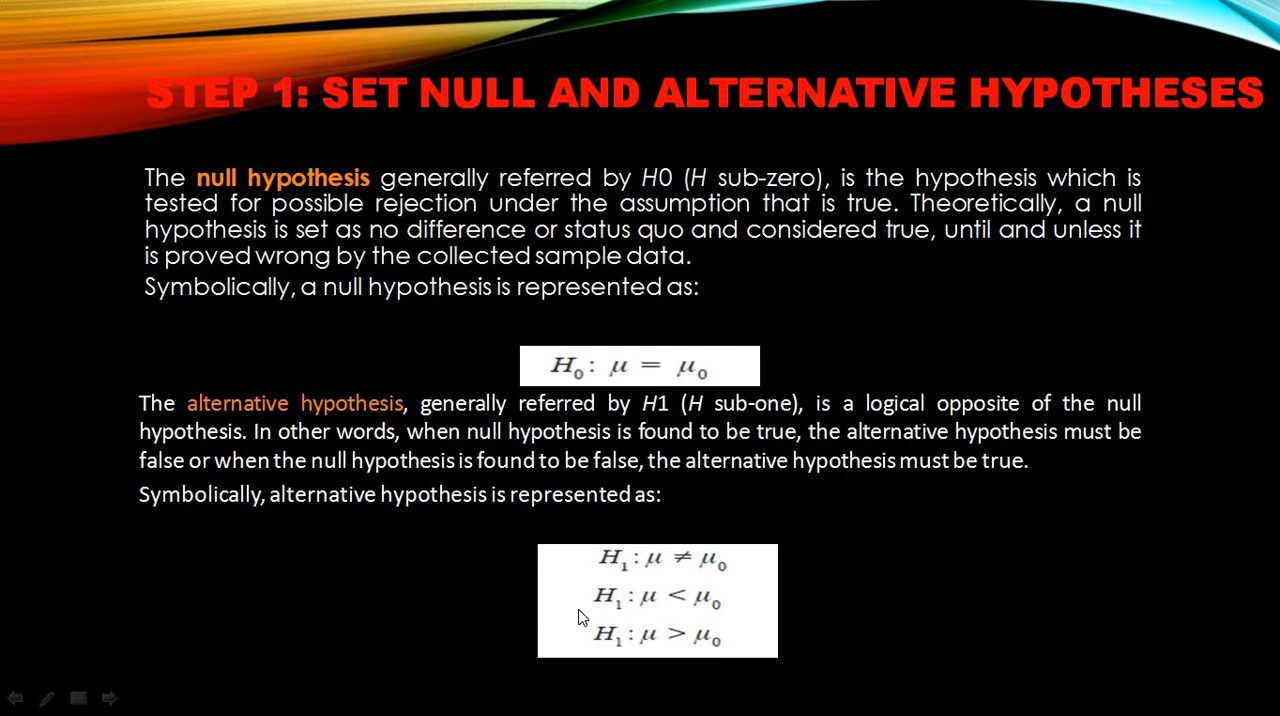 STEP 1: SET NULL AND ALTERNATIVE HYPOTHESES
The null hypothesis generally referred by H0 (H sub-zero), is the hypothesis which is
tested for possible rejection under the assumption that is true. Theoretically, a null
hypothesis is set as no difference or status quo and considered true, until and unless it
is proved wrong by the collected sample data.
Symbolically, a null hypothesis is represented as:
H₀: μ = μ₀
The alternative hypothesis, generally referred by H1 (H sub-one), is a logical opposite of the null
hypothesis. In other words, when null hypothesis is found to be true, the alternative hypothesis must be
false or when the null hypothesis is found to be false, the alternative hypothesis must be true.
Symbolically, alternative hypothesis is represented as:
H₁: μ ≠ μ₀
H₁: μ < μ₀
H₁: μ > μ₀